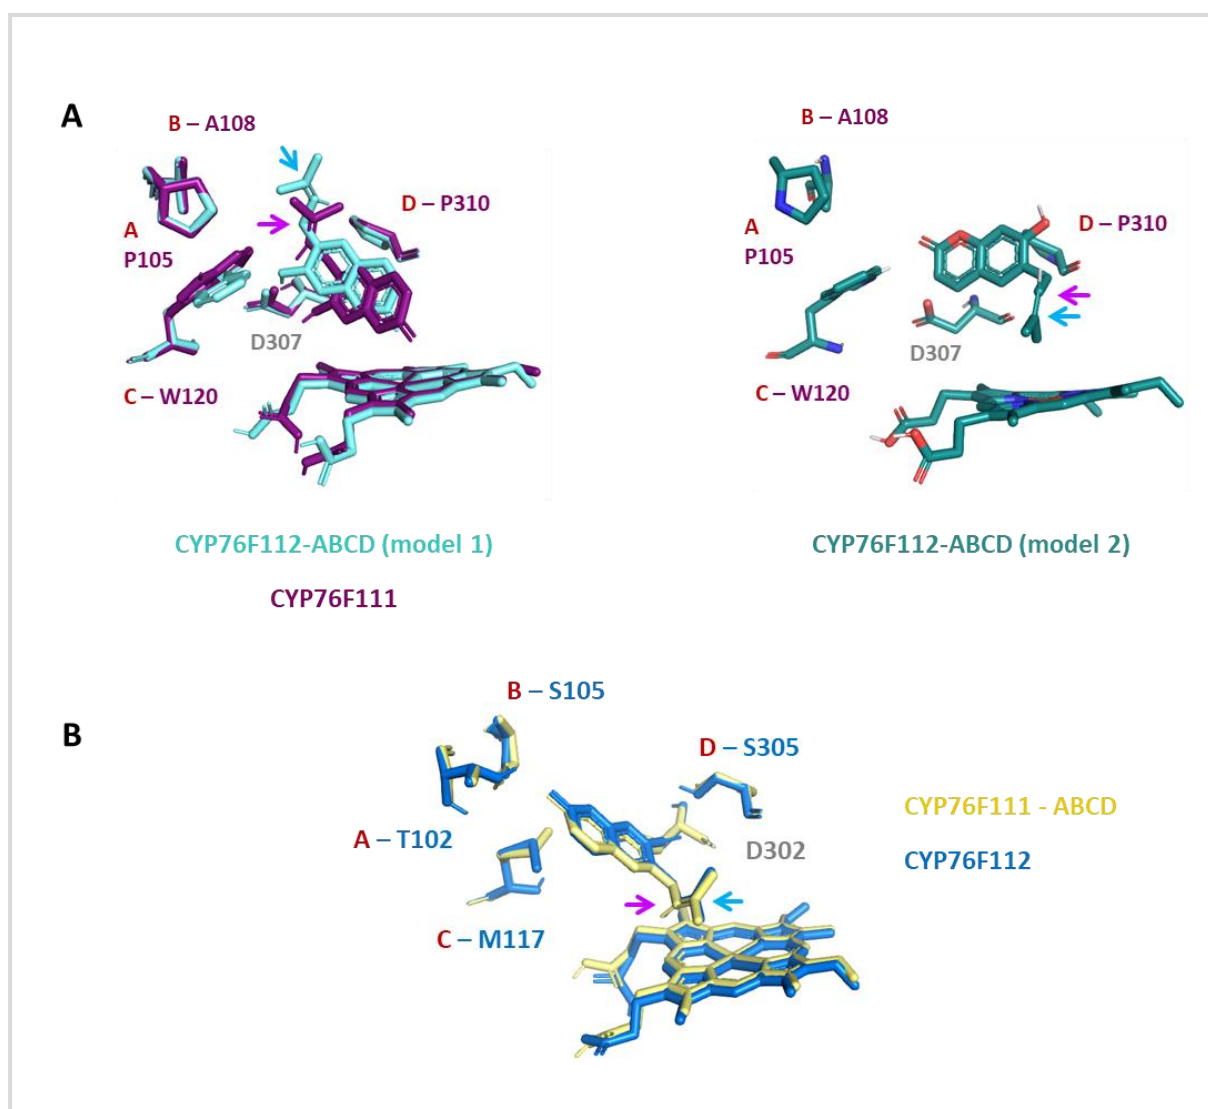 A
B – A108
A
P105
D – P310
D307
C – W120
B – A108
A
P105
D – P310
D307
C – W120
CYP76F112-ABCD (model 1)
CYP76F111
CYP76F112-ABCD (model 2)
B
B – S105
D – S305
A – T102
D302
C – M117
CYP76F111 - ABCD
CYP76F112